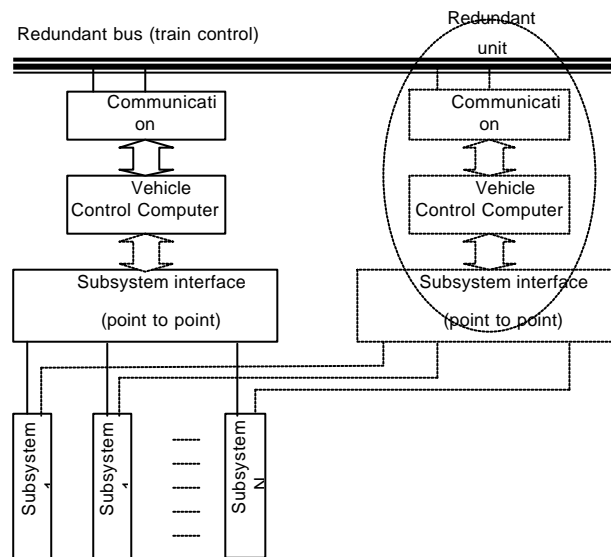 Redundant bus (train control)
Redundant
unit
Communicati
on
Communicati
on
Vehicle
Control Computer
Vehicle
Control Computer
Subsystem interface
(point to point)
Subsystem interface
(point to point)
Subsystem
Subsystem
Subsystem
N